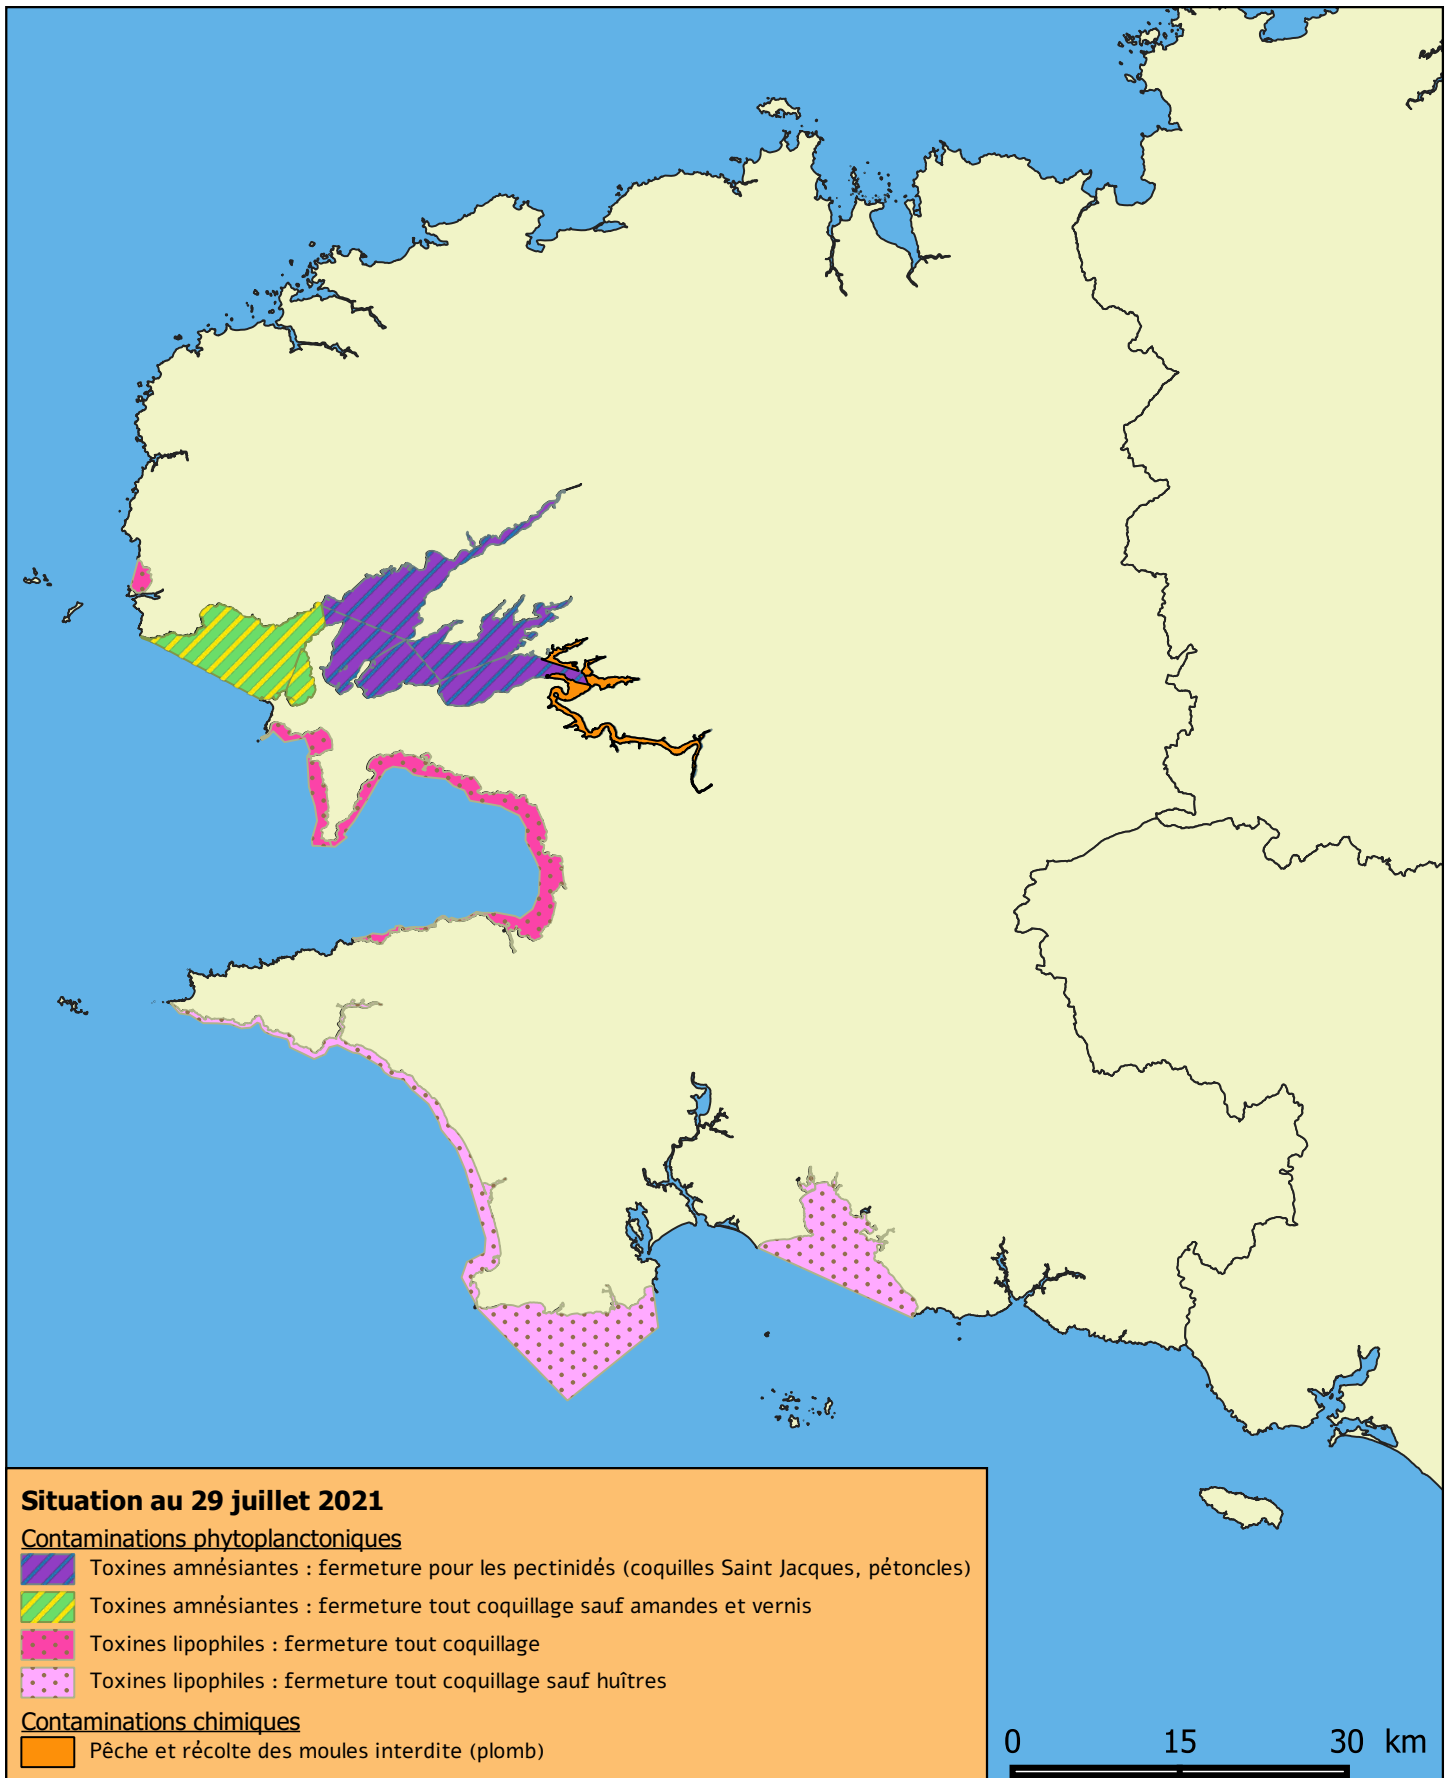 Situation au 29 juillet 2021
Contaminations phytoplanctoniques
Toxines amnésiantes : fermeture pour les pectinidés (coquilles Saint Jacques, pétoncles)
Toxines amnésiantes : fermeture tout coquillage sauf amandes et vernis
Toxines lipophiles : fermeture tout coquillage
Toxines lipophiles : fermeture tout coquillage sauf huîtres
Contaminations chimiques
Pêche et récolte des moules interdite (plomb)
0 15 30 km